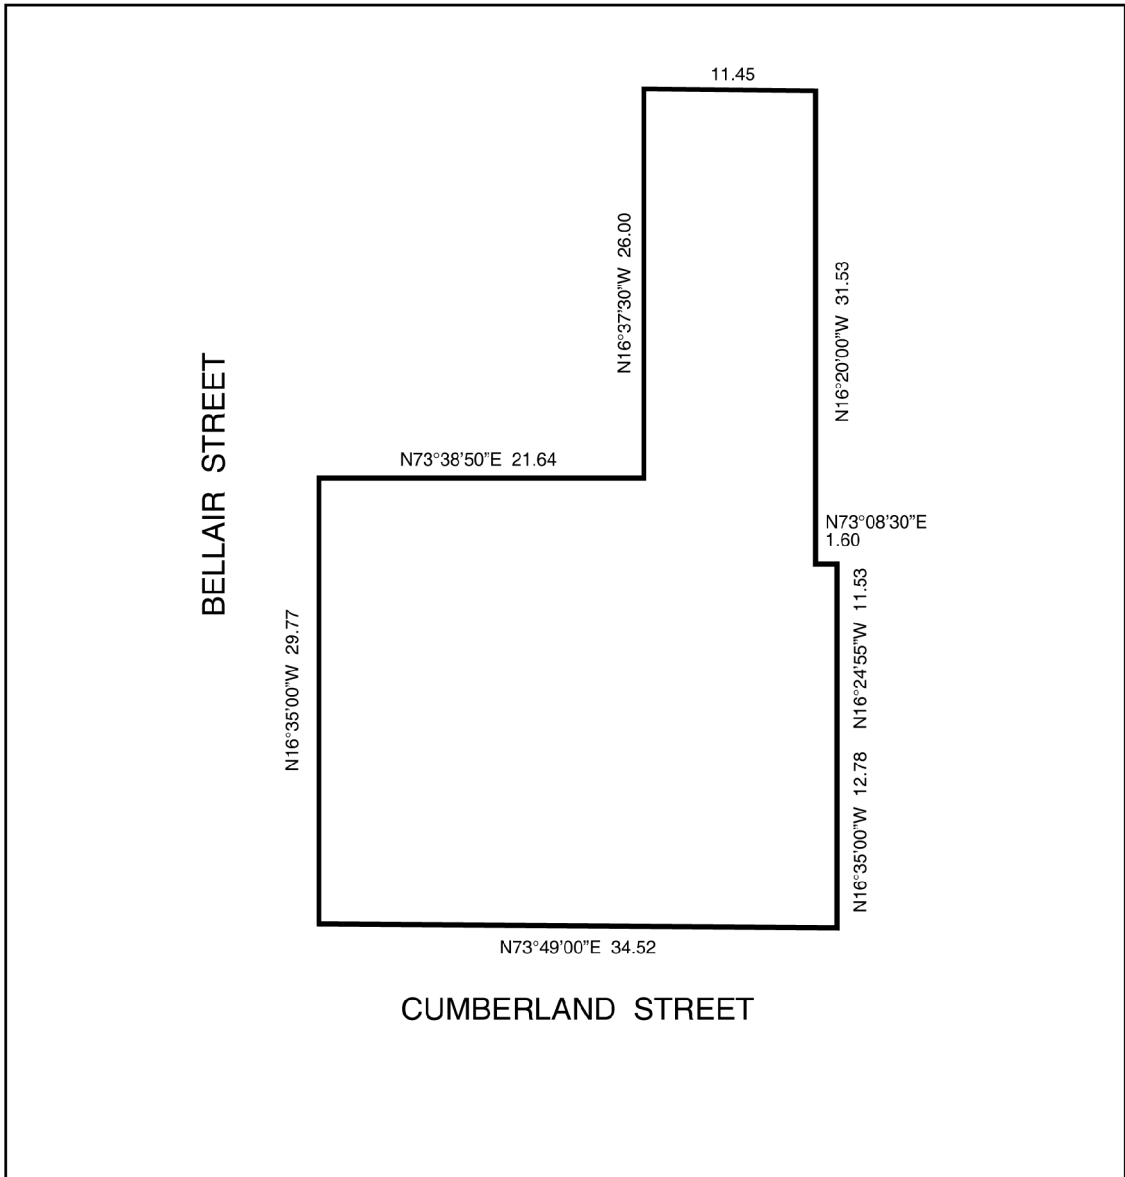 11.45
N16°37'30"W 26.00
N16°20'00"W 31.53
BELLAIR STREET
N73°38'50"E 21.64
N73°08'30"E
1.60
N16°24'55"W 11.53
N16°35'00"W 29.77
N16°35'00"W 12.78
N73°49'00"E 34.52
CUMBERLAND STREET